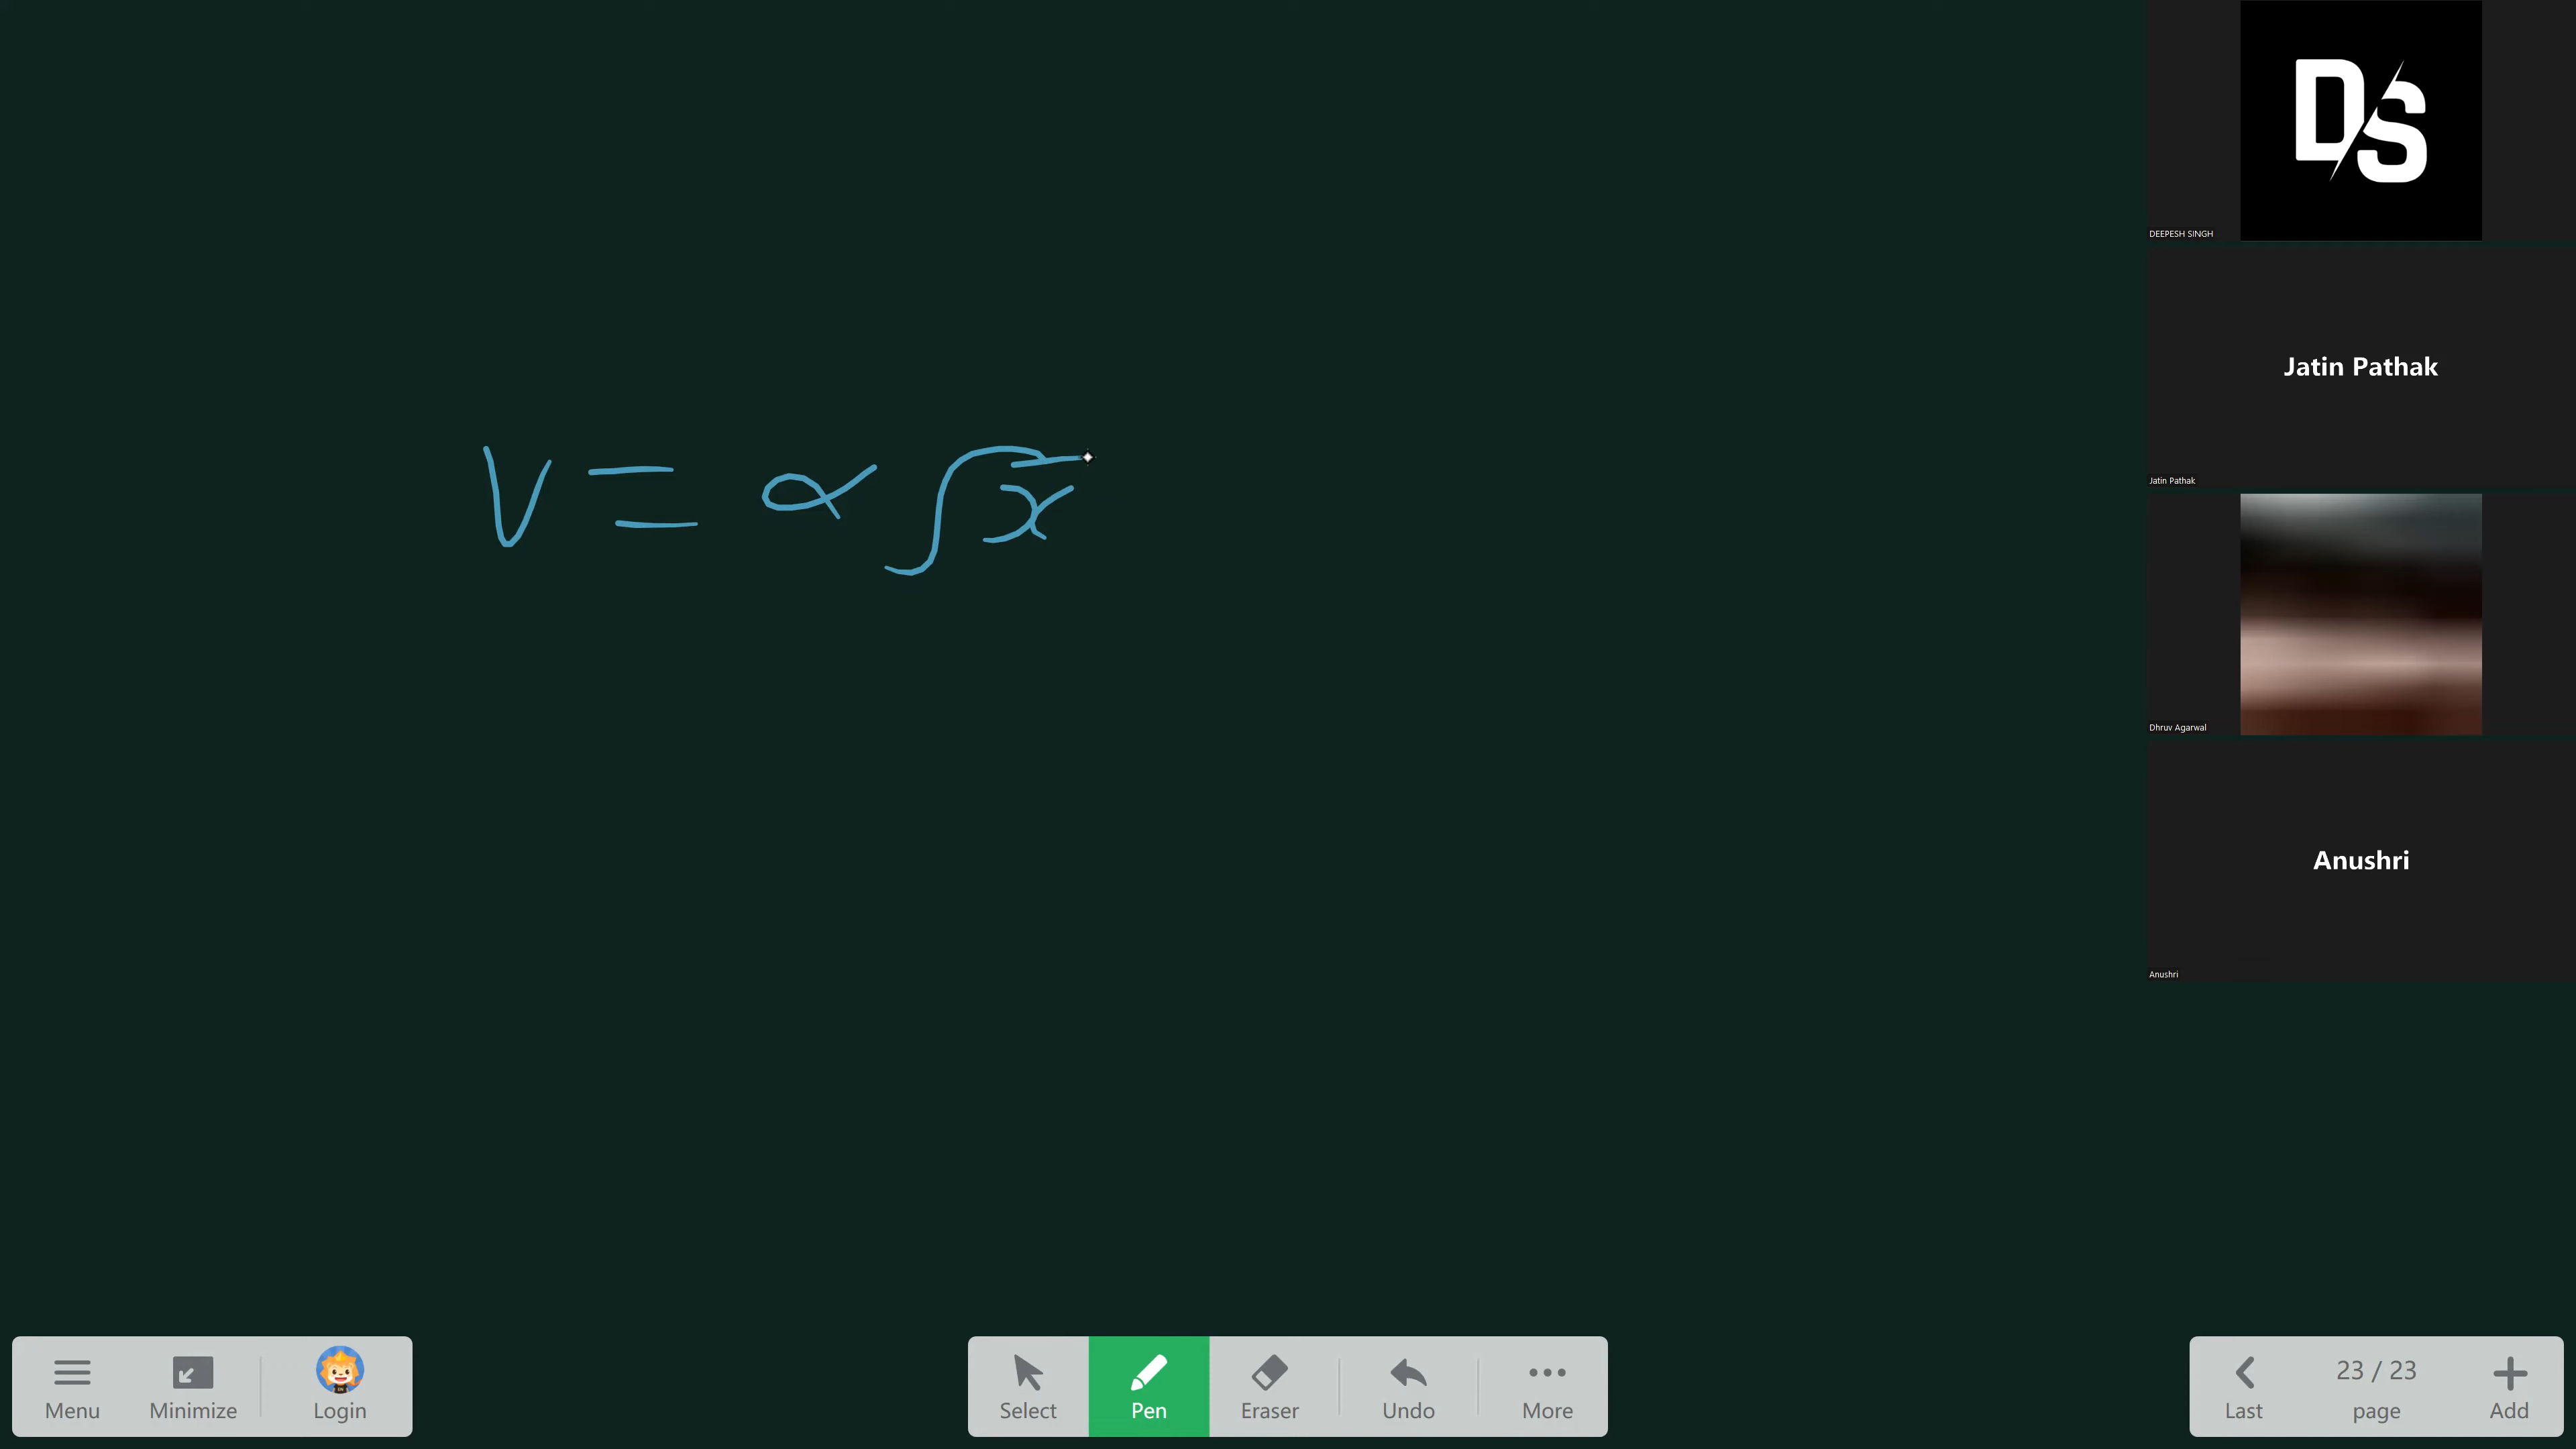 DS
DEEPESH SINGH
Jatin Pathak
Jatin Pathak
V = α √x
Dhruv Agarwal
Anushri
Anushri
Menu Minimize Login
Select Pen Eraser Undo More
Last 23 / 23 page Add